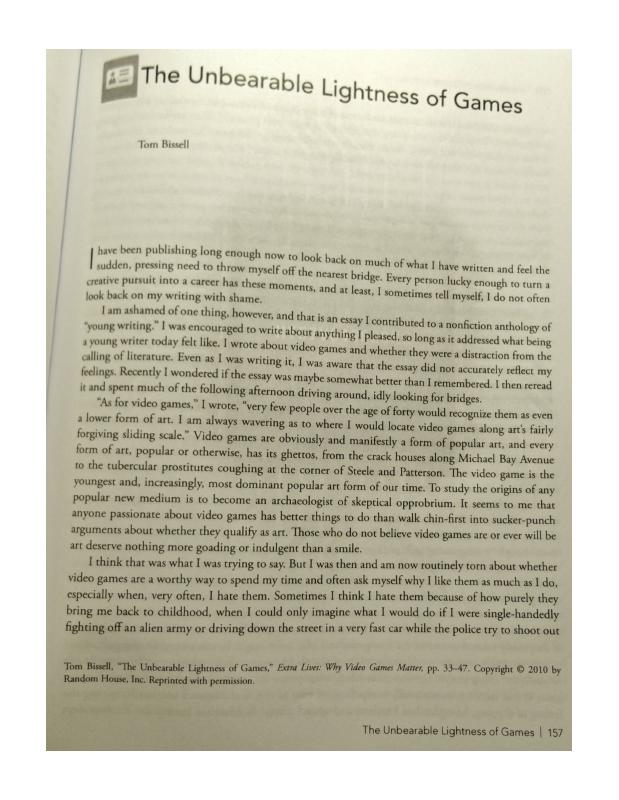 The Unbearable Lightness of Games
Tom Bissell
I have been publishing long enough now to look back on much of what I have written and feel the
sudden, pressing need to throw myself off the nearest bridge. Every person lucky enough to turn a
creative pursuit into a career has these moments, and at least, I sometimes tell myself, I do not often
look back on my writing with shame.
I am ashamed of one thing, however, and that is an essay I contributed to a nonfiction anthology of
"young writing." I was encouraged to write about anything I pleased, so long as it addressed what being
a young writer today felt like. I wrote about video games and whether they were a distraction from the
calling of literature. Even as I was writing it, I was aware that the essay did not accurately reflect my
feelings. Recently I wondered if the essay was maybe somewhat better than I remembered. I then reread
it and spent much of the following afternoon driving around, idly looking for bridges.
"As for video games," I wrote, "very few people over the age of forty would recognize them as even
a lower form of art. I am always wavering as to where I would locate video games along art's fairly
forgiving sliding scale." Video games are obviously and manifestly a form of popular art, and every
form of art, popular or otherwise, has its ghettos, from the crack houses along Michael Bay Avenue
to the tubercular prostitutes coughing at the corner of Steele and Patterson. The video game is the
youngest and, increasingly, most dominant popular art form of our time. To study the origins of any
popular new medium is to become an archaeologist of skeptical opprobrium. It seems to me that
anyone passionate about video games has better things to do than walk chin-first into sucker-punch
arguments about whether they qualify as art. Those who do not believe video games are or ever will be
art deserve nothing more goading or indulgent than a smile.
I think that was what I was trying to say. But I was then and am now routinely torn about whether
video games are a worthy way to spend my time and often ask myself why I like them as much as I do,
especially when, very often, I hate them. Sometimes I think I hate them because of how purely they
bring me back to childhood, when I could only imagine what I would do if I were single-handedly
fighting off an alien army or driving down the street in a very fast car while the police try to shoot out
Tom Bissell, "The Unbearable Lightness of Games," Extra Lives: Why Video Games Matter, pp. 33–47. Copyright © 2010 by
Random House, Inc. Reprinted with permission.
The Unbearable Lightness of Games | 157